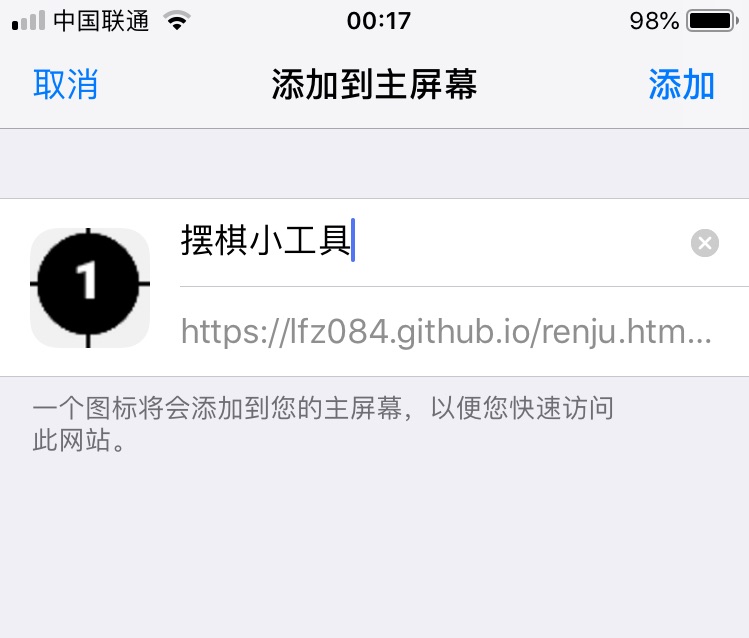 中国联通 00:17 98%
取消 添加到主屏幕 添加
摆棋小工具
1
https://lfz084.github.io/renju.htm...
一个图标将会添加到您的主屏幕，以便您快速访问
此网站。